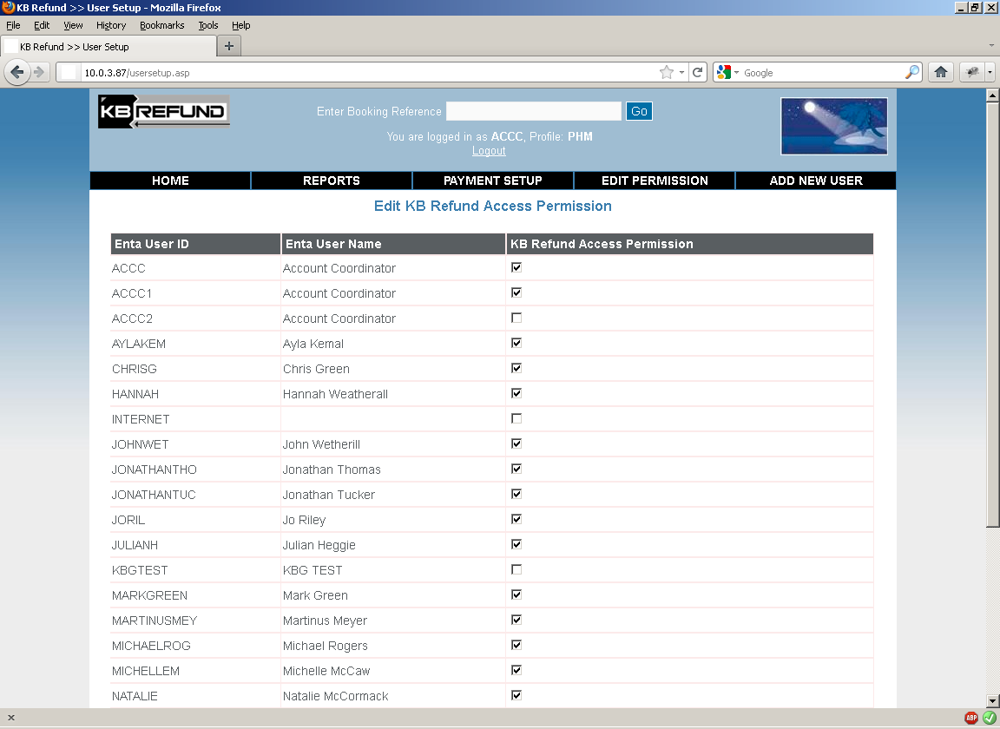 KB Refund >> User Setup - Mozilla Firefox
File Edit View History Bookmarks Tools Help
KB Refund >> User Setup
10.0.3.87/usersetup.asp Google
KB REFUND
Enter Booking Reference Go
You are logged in as ACCC, Profile: PHM
Logout
HOME REPORTS PAYMENT SETUP EDIT PERMISSION ADD NEW USER
Edit KB Refund Access Permission
Enta User ID Enta User Name KB Refund Access Permission
ACCC Account Coordinator
ACCC1 Account Coordinator
ACCC2 Account Coordinator
AYLAKEM Ayla Kemal
CHRISG Chris Green
HANNAH Hannah Weatherall
INTERNET
JOHNWET John Wetherill
JONATHANTHO Jonathan Thomas
JONATHANTUC Jonathan Tucker
JORIL Jo Riley
JULIANH Julian Heggie
KBGTEST KBG TEST
MARKGREEN Mark Green
MARTINUSMEY Martinus Meyer
MICHAELROG Michael Rogers
MICHELLEM Michelle McCaw
NATALIE Natalie McCormack
ABP